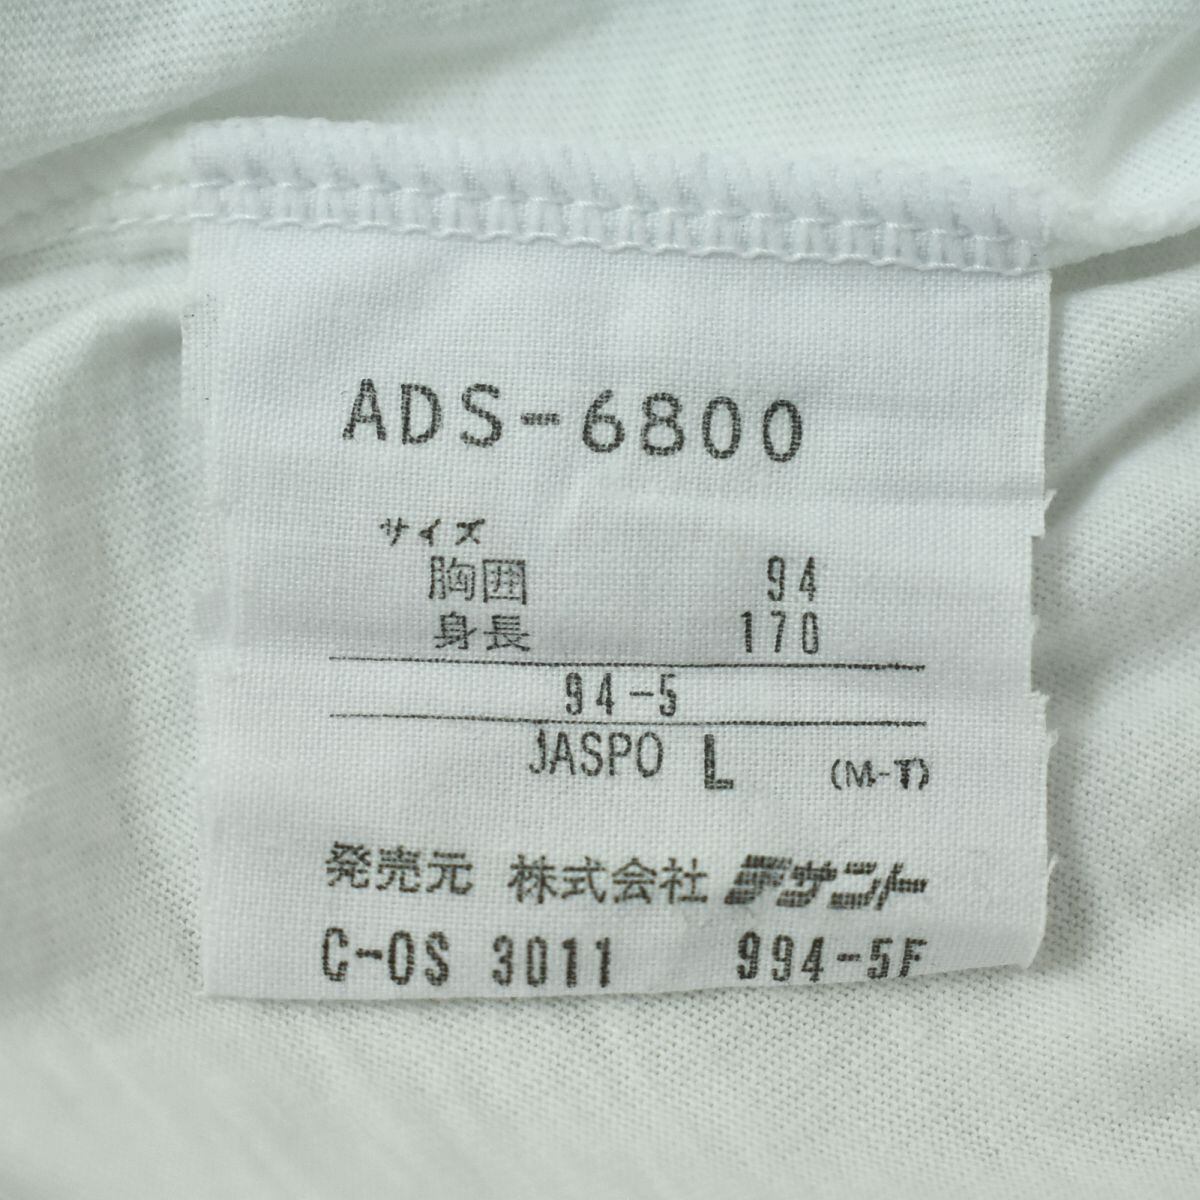 ADS-6800
サイズ
胸囲 94
身長 170
94-5
JASPO L (M-T)
発売元 株式会社 デサント
C-OS 3011 994-5F